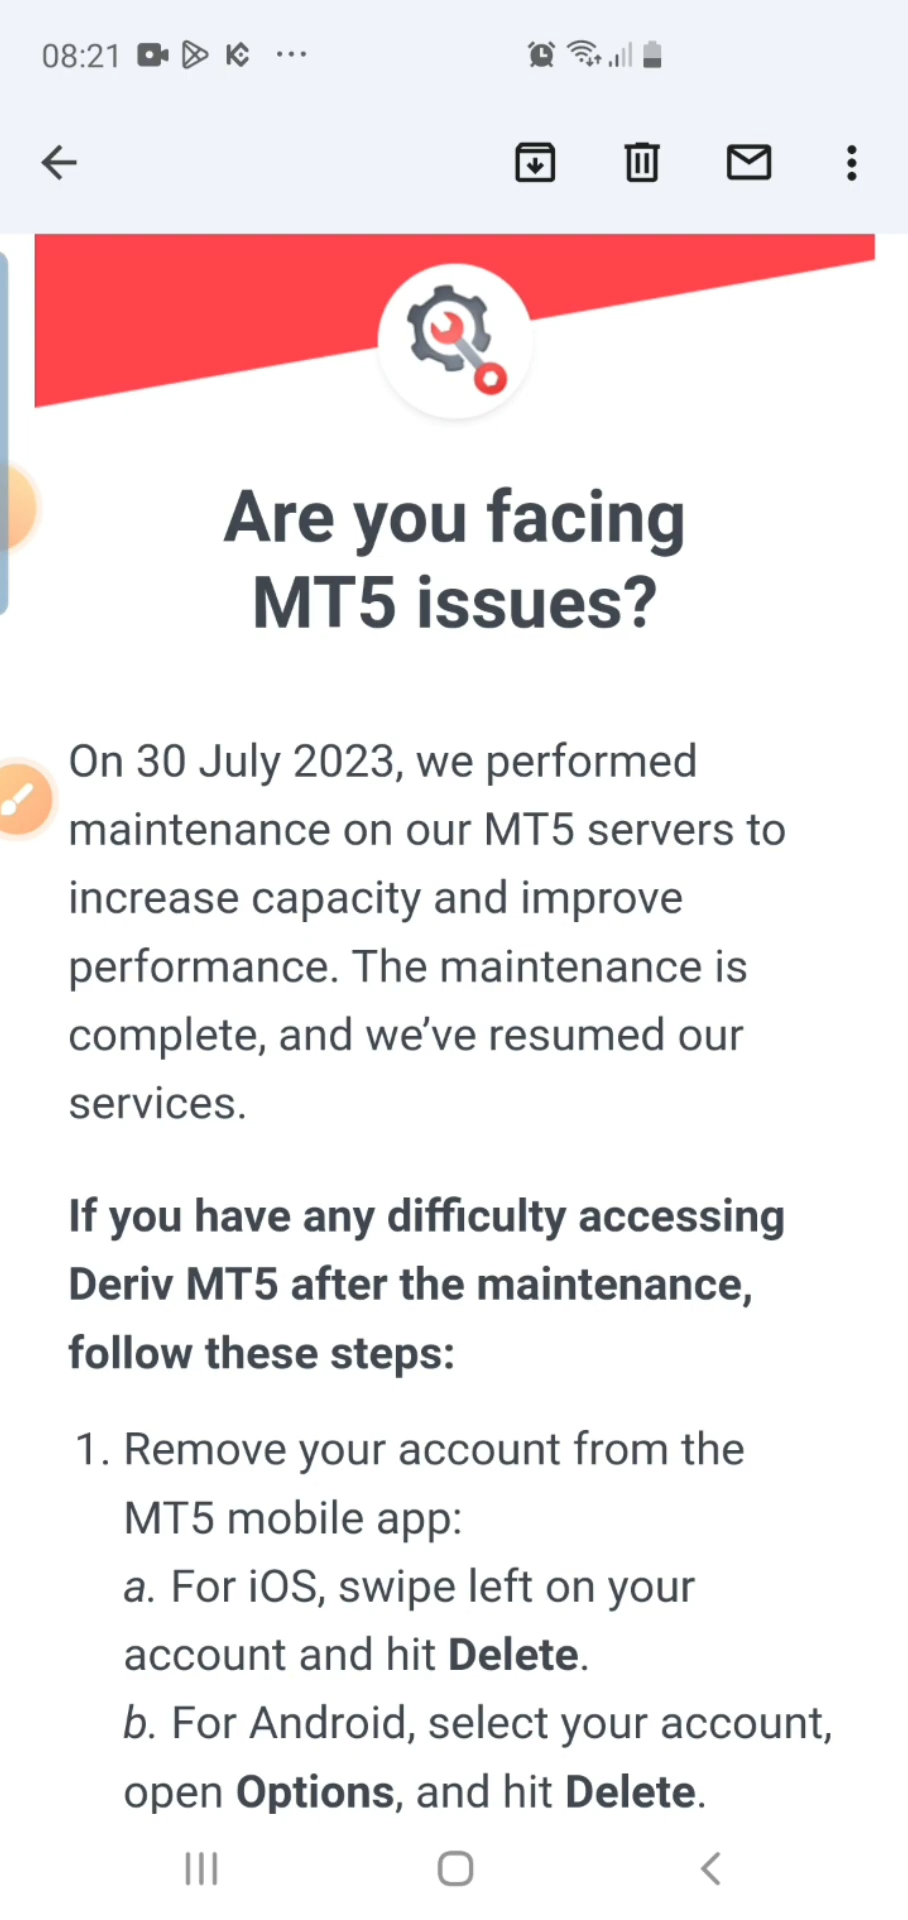 08:21
Are you facing
MT5 issues?
On 30 July 2023, we performed
maintenance on our MT5 servers to
increase capacity and improve
performance. The maintenance is
complete, and we’ve resumed our
services.
If you have any difficulty accessing
Deriv MT5 after the maintenance,
follow these steps:
1. Remove your account from the
MT5 mobile app:
a. For iOS, swipe left on your
account and hit Delete.
b. For Android, select your account,
open Options, and hit Delete.